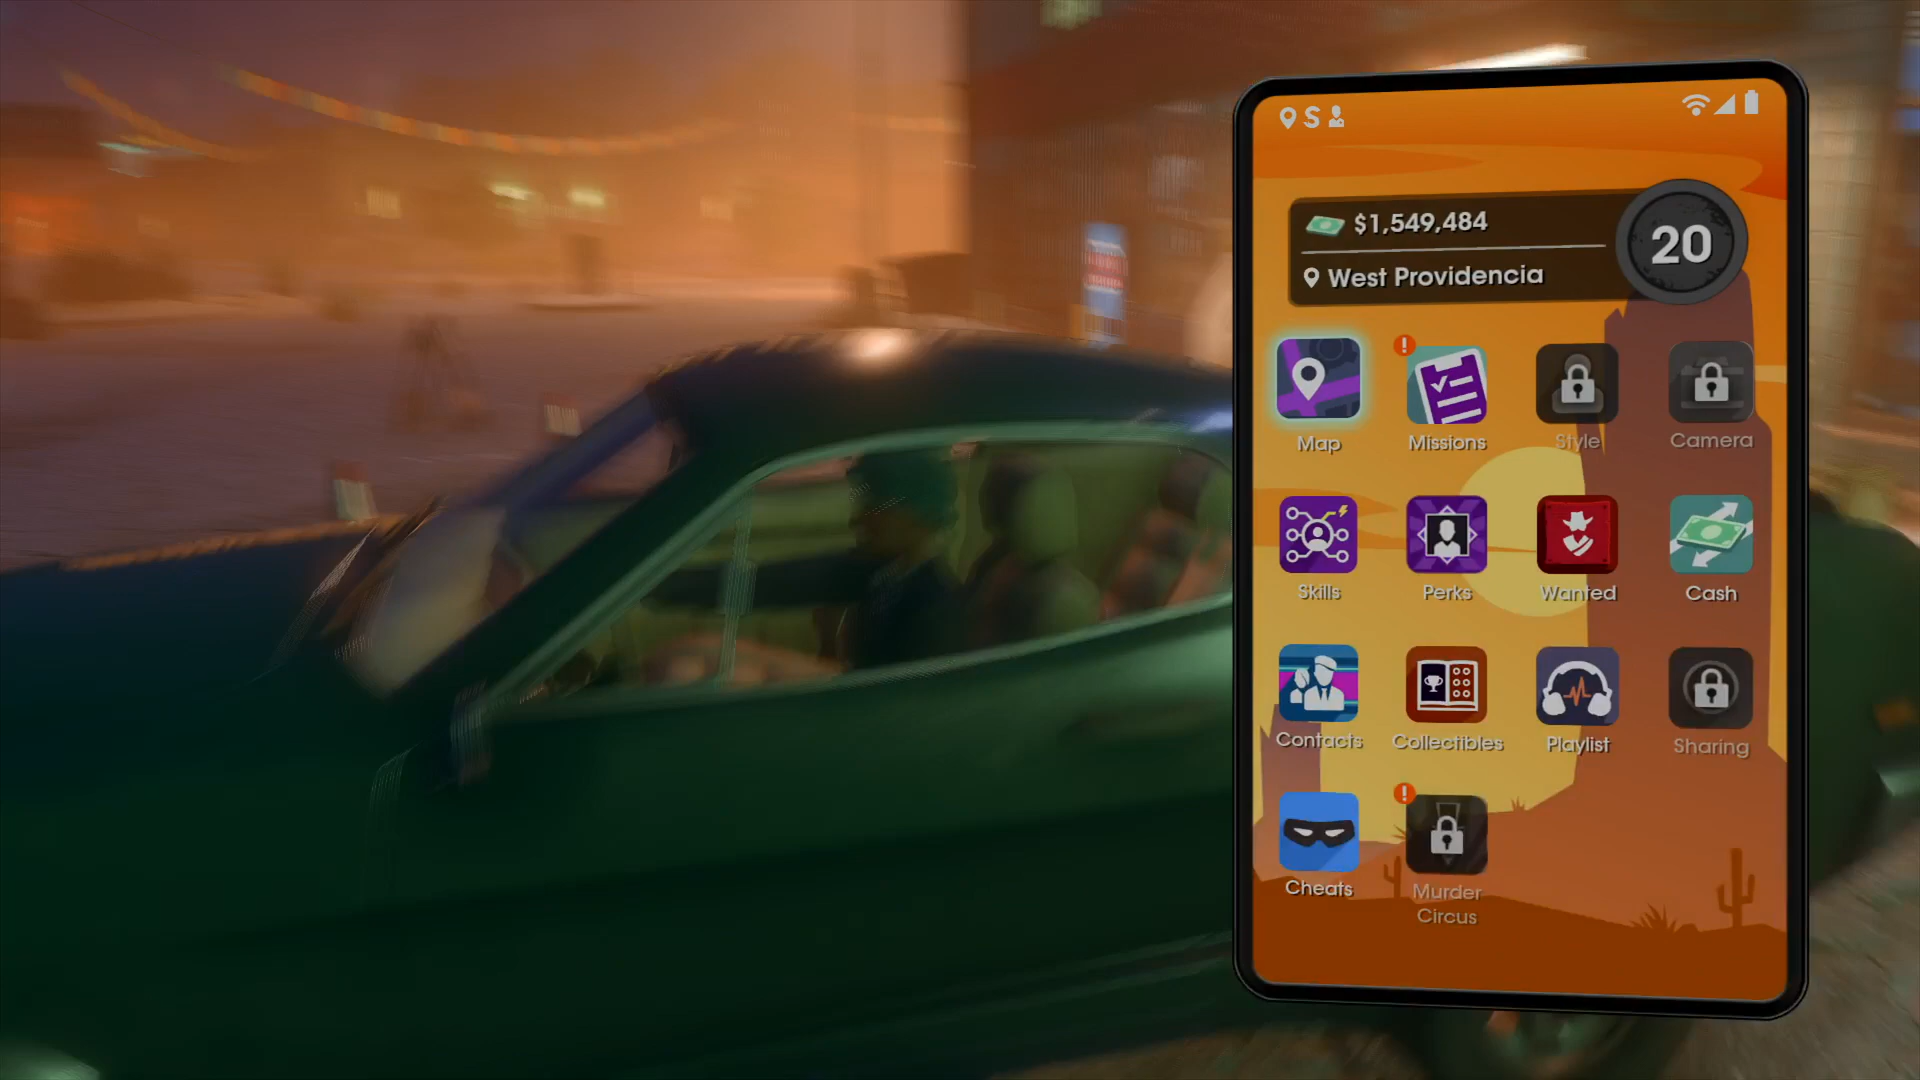 $1,549,484
20
West Providencia
Map
Missions
Style
Camera
Skills
Perks
Wanted
Cash
Contacts
Collectibles
Playlist
Sharing
Cheats
Murder
Circus